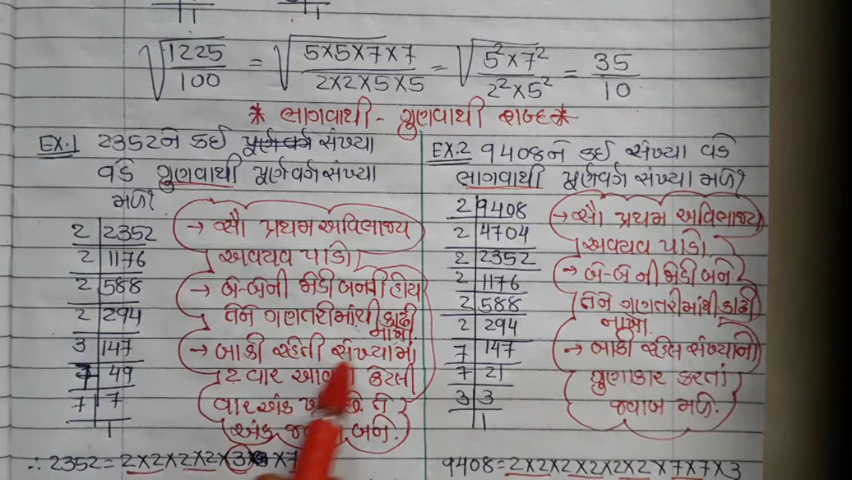 √1225/100 = √5×5×7×7/2×2×5×5 = √5²×7²/2²×5² = 35/10
* ભાગવાથી - ગુણવાથી શબ્દ *
EX.1 2352ને કઈ પૂર્ણવર્ગ સંખ્યા
વડે ગુણવાથી પૂર્ણવર્ગ સંખ્યા
મળે?
2 | 2352
2 | 1176
2 | 588
2 | 294
3 | 147
7 | 49
7 | 7
1
→ સૌ પ્રથમ અવિભાજ્ય
અવયવ પાડો.
→ બે-બેની જોડી બનતી હોય
તેને ગણતરીમાંથી કાઢી
નાખો
→ બાકી રહેતી સંખ્યામાં
2 વાર કેટલી
વાર અંક તે
અંક બને.
∴ 2352 = 2×2×2×2×3 ×7
EX.2 9408ને કઈ સંખ્યા વડે
ભાગવાથી પૂર્ણવર્ગ સંખ્યા મળે?
2 | 9408
2 | 4704
2 | 2352
2 | 1176
2 | 588
2 | 294
7 | 147
7 | 21
3 | 3
1
→ સૌ પ્રથમ અવિભાજ્ય
અવયવ પાડો.
→ બે-બેની જોડી બને
તેને ગણતરીમાંથી કાઢી
નાખો.
→ બાકી રહેલ સંખ્યાનો
ગુણાકાર કરતાં
જવાબ મળે.
9408 = 2×2×2×2×2×2×7×7×3